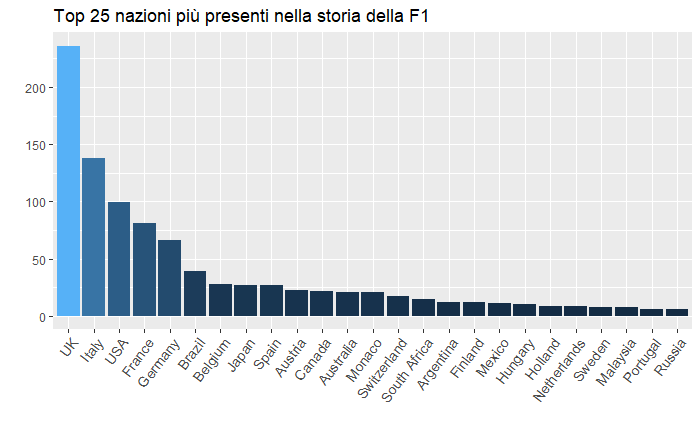 Top 25 nazioni più presenti nella storia della F1
200
150
100
50
0
UK
Italy
USA
France
Germany
Brazil
Belgium
Japan
Spain
Austria
Canada
Australia
Monaco
Switzerland
South Africa
Argentina
Finland
Mexico
Hungary
Holland
Netherlands
Sweden
Malaysia
Portugal
Russia